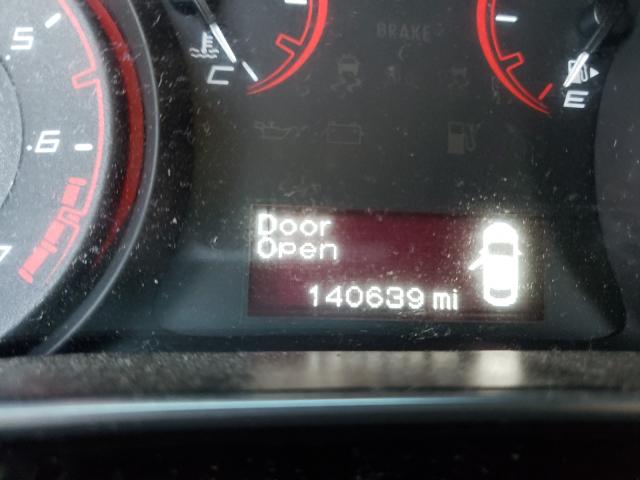 BRAKE
.5
C
E
.6
Door
Open
7
140639 mi